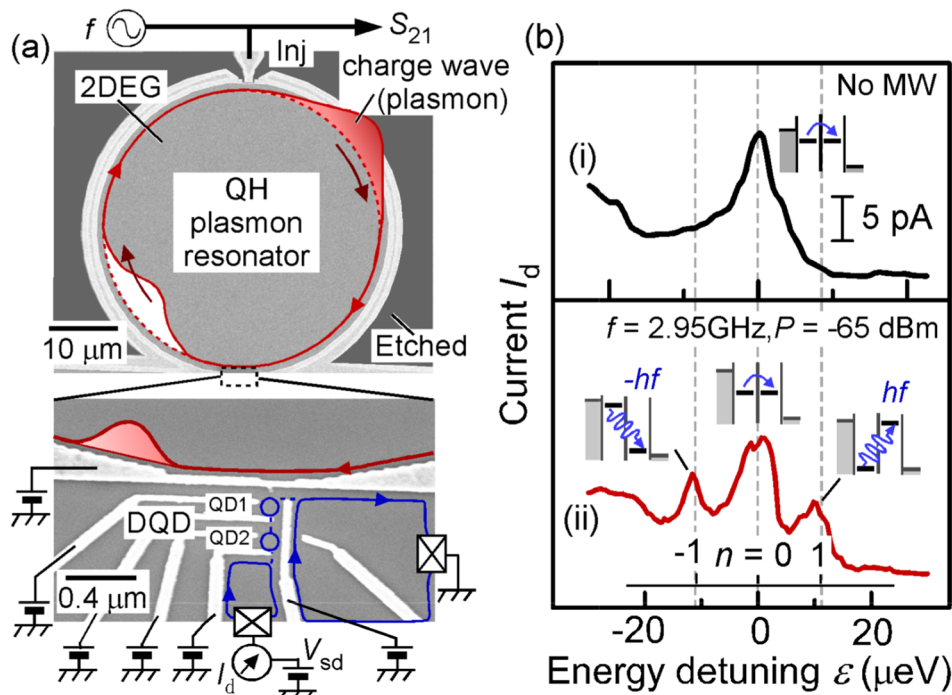 (a)
f
S21
Inj
2DEG
charge wave
(plasmon)
QH
plasmon
resonator
10 μm
Etched
DQD
QD1
QD2
0.4 μm
Id
Vsd
(b)
No MW
(i)
5 pA
Current Id
f = 2.95GHz, P = -65 dBm
-hf
hf
(ii)
-1 n = 0 1
-20 0 20
Energy detuning ε (μeV)